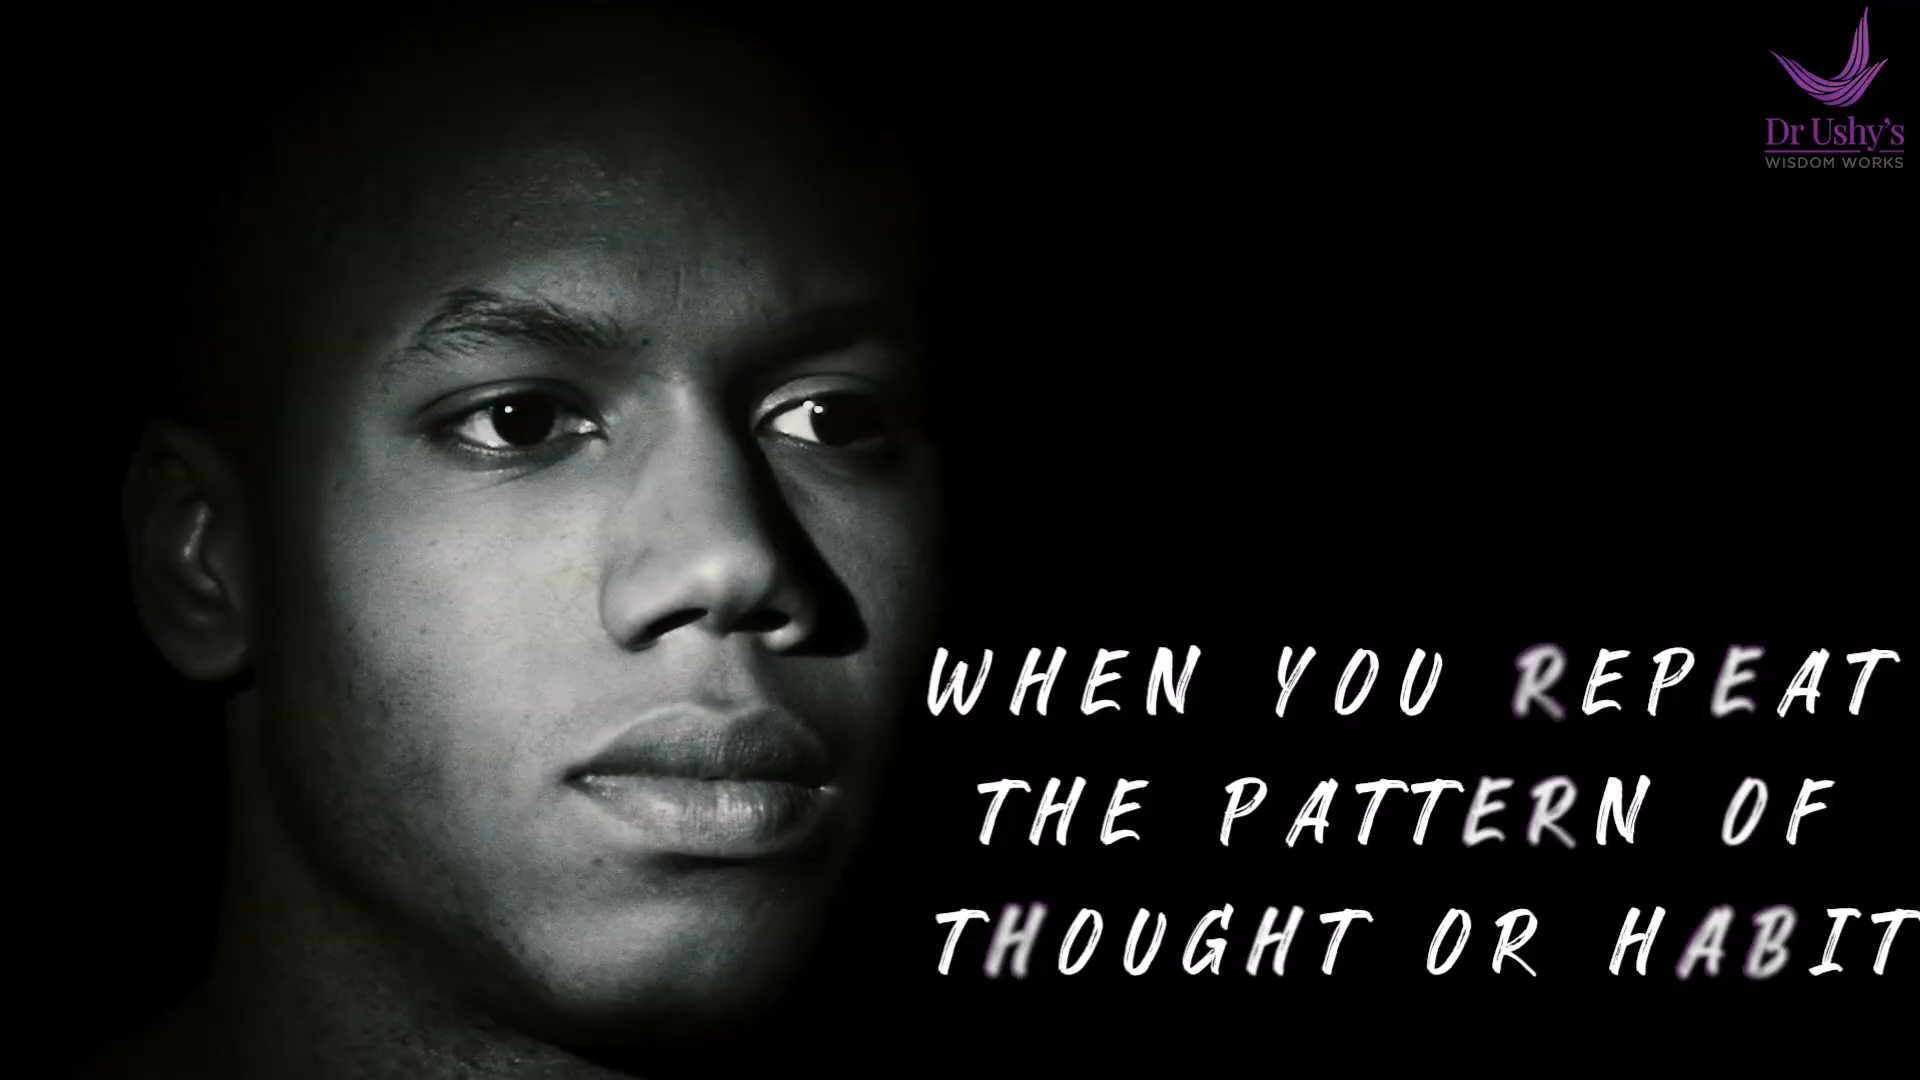 Dr Ushy's
WISDOM WORKS
WHEN YOU REPEAT
THE PATTERN OF
THOUGHT OR HABIT